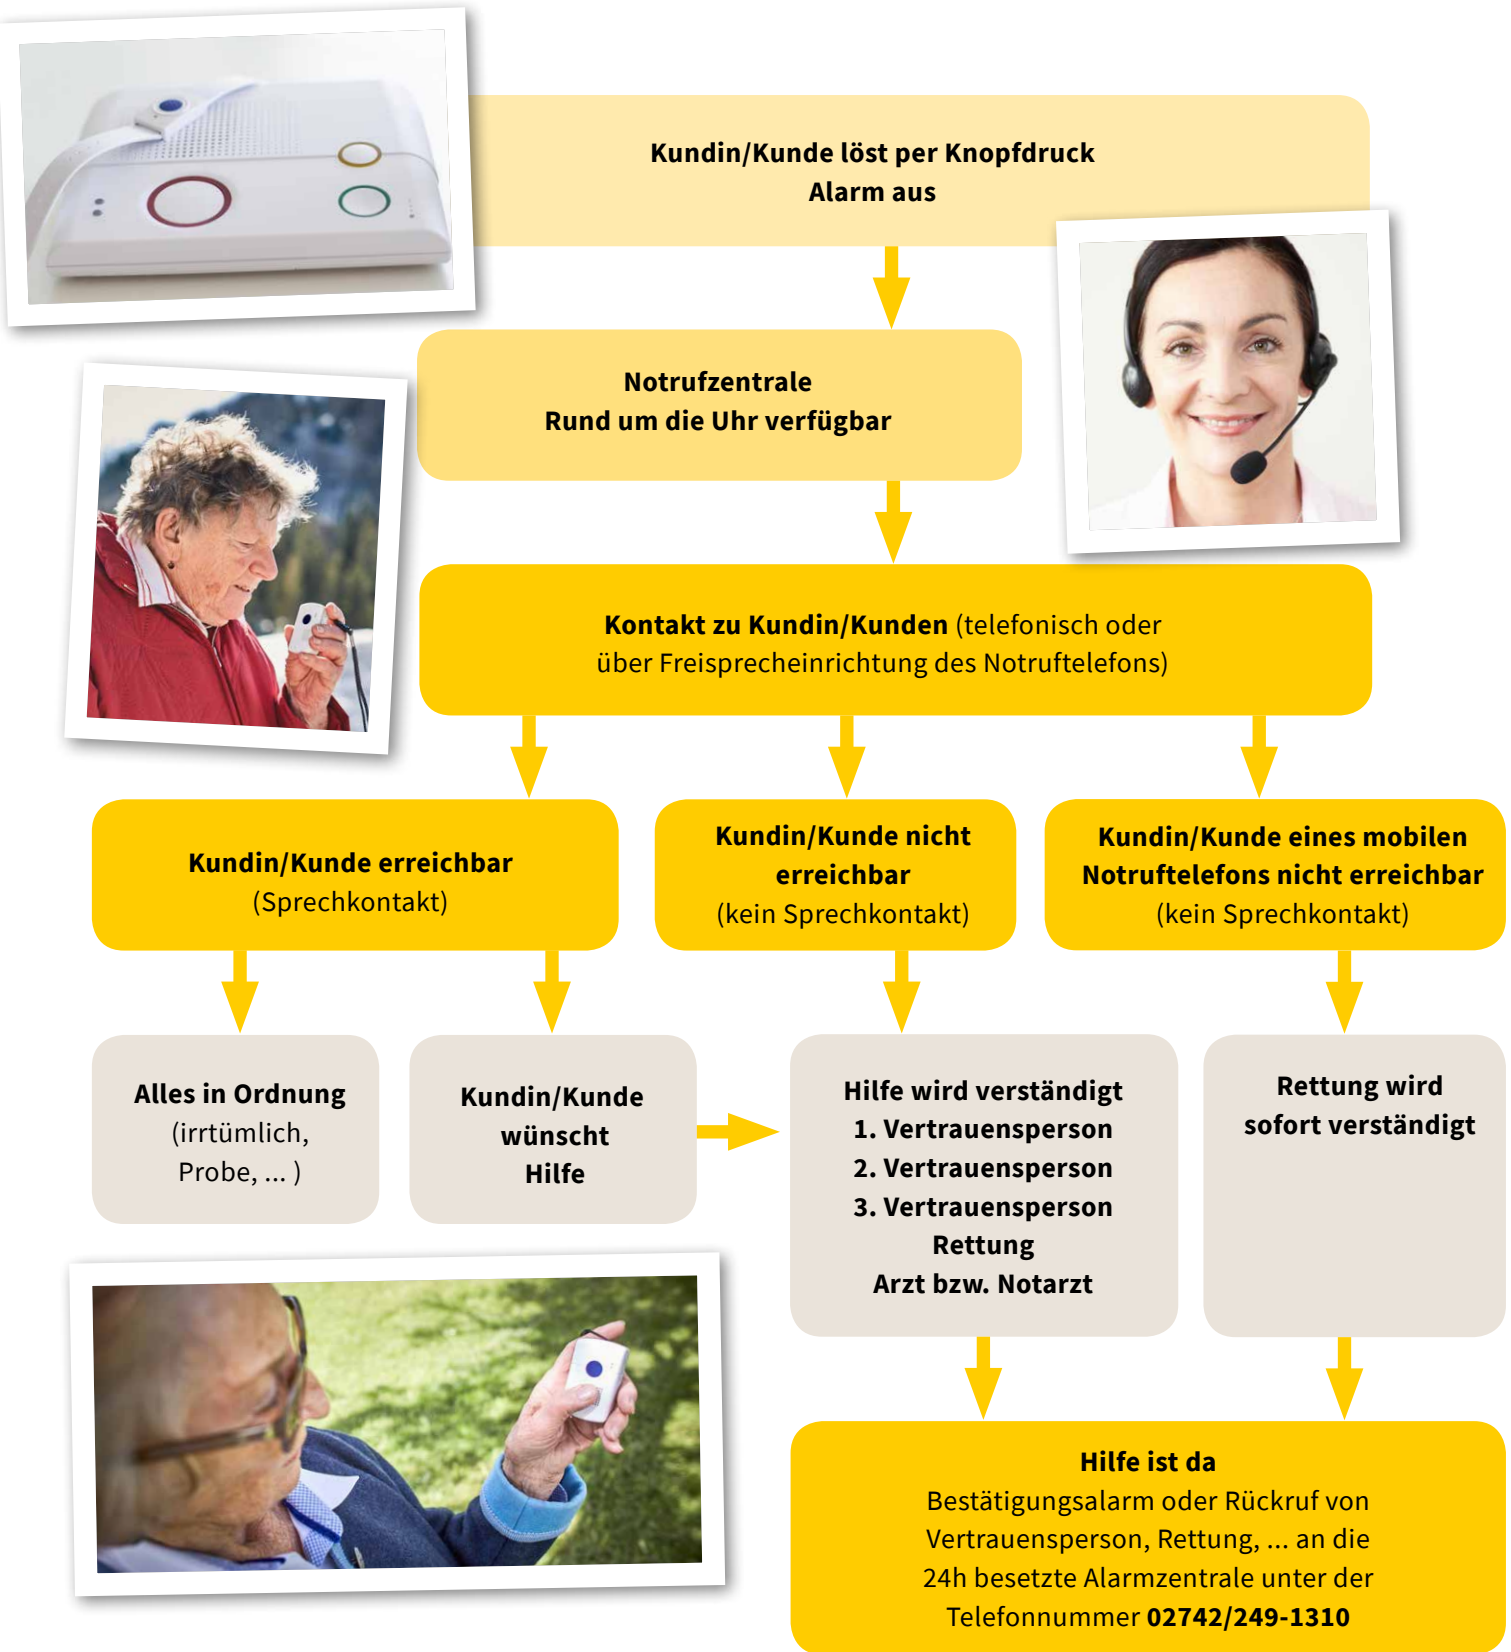 Kundin/Kunde löst per Knopfdruck
Alarm aus
Notrufzentrale
Rund um die Uhr verfügbar
Kontakt zu Kundin/Kunden (telefonisch oder
über Freisprecheinrichtung des Notruftelefons)
Kundin/Kunde erreichbar
(Sprechkontakt)
Kundin/Kunde nicht
erreichbar
(kein Sprechkontakt)
Kundin/Kunde eines mobilen
Notruftelefons nicht erreichbar
(kein Sprechkontakt)
Alles in Ordnung
(irrtümlich,
Probe, ... )
Kundin/Kunde
wünscht
Hilfe
Hilfe wird verständigt
1. Vertrauensperson
2. Vertrauensperson
3. Vertrauensperson
Rettung
Arzt bzw. Notarzt
Rettung wird
sofort verständigt
Hilfe ist da
Bestätigungsalarm oder Rückruf von
Vertrauensperson, Rettung, ... an die
24h besetzte Alarmzentrale unter der
Telefonnummer 02742/249-1310